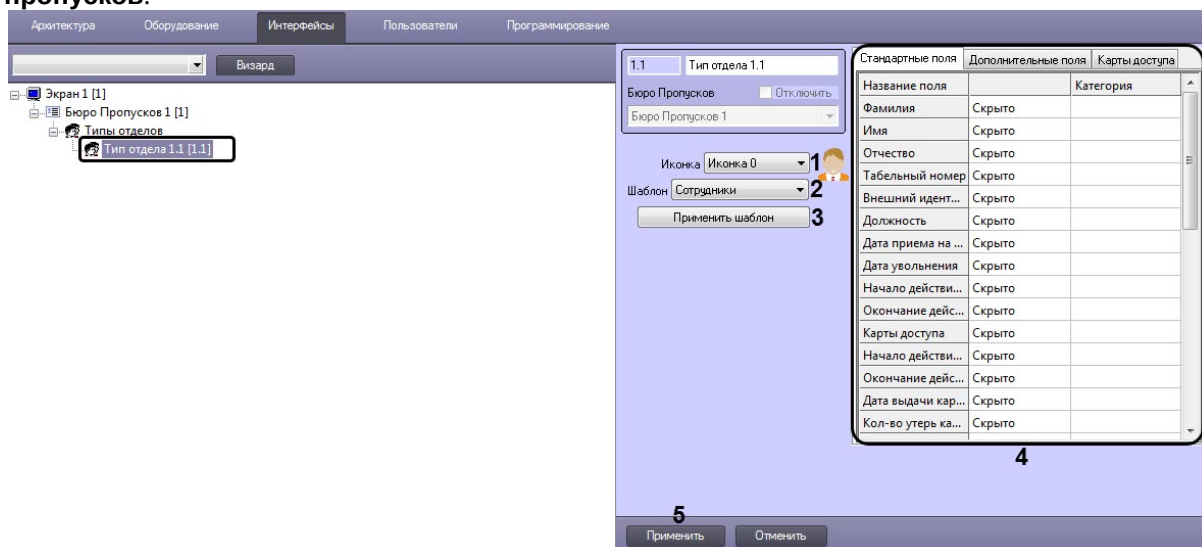 пропусков.
Архитектура Оборудование Интерфейсы Пользователи Программирование
Визард
Экран 1 [1]
Бюро Пропусков 1 [1]
Типы отделов
Тип отдела 1.1 [1.1]
1.1 Тип отдела 1.1
Бюро Пропусков Отключить
Бюро Пропусков 1
Иконка Иконка 0 1
Шаблон Сотрудники 2
Применить шаблон 3
Стандартные поля Дополнительные поля Карты доступа
Название поля Категория
Фамилия Скрыто
Имя Скрыто
Отчество Скрыто
Табельный номер Скрыто
Внешний идент... Скрыто
Должность Скрыто
Дата приема на ... Скрыто
Дата увольнения Скрыто
Начало действи... Скрыто
Окончание дейс... Скрыто
Карты доступа Скрыто
Начало действи... Скрыто
Окончание дейс... Скрыто
Дата выдачи кар... Скрыто
Кол-во утерь ка... Скрыто
4
5
Применить Отменить